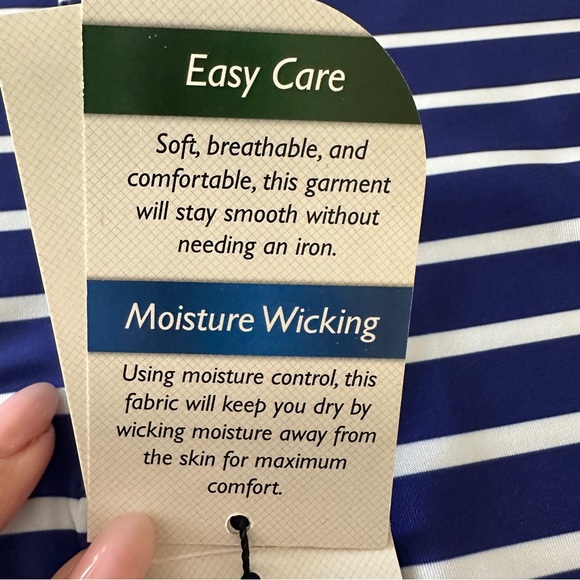 Easy Care
Soft, breathable, and
comfortable, this garment
will stay smooth without
needing an iron.
Moisture Wicking
Using moisture control, this
fabric will keep you dry by
wicking moisture away from
the skin for maximum
comfort.